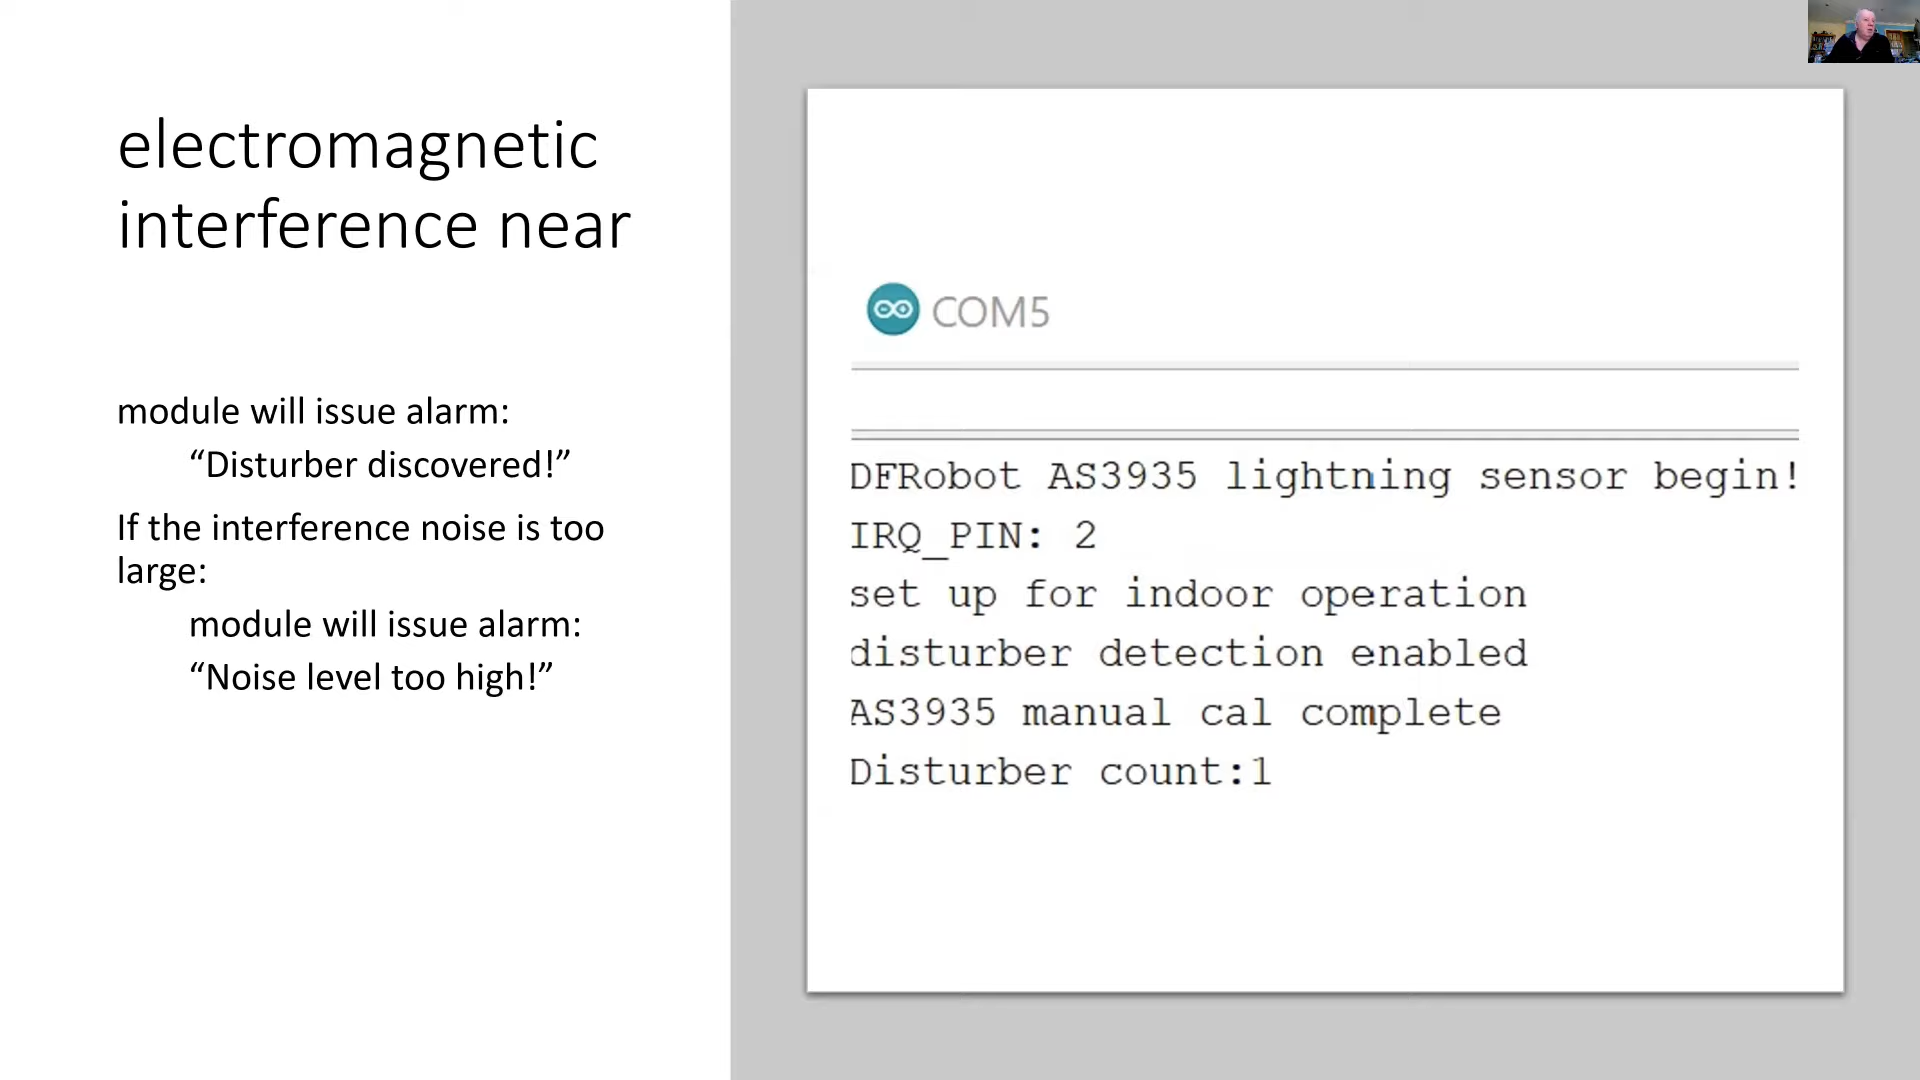 electromagnetic
interference near
module will issue alarm:
“Disturber discovered!”
If the interference noise is too
large:
module will issue alarm:
“Noise level too high!”
COM5
DFRobot AS3935 lightning sensor begin!
IRQ_PIN: 2
set up for indoor operation
disturber detection enabled
AS3935 manual cal complete
Disturber count:1